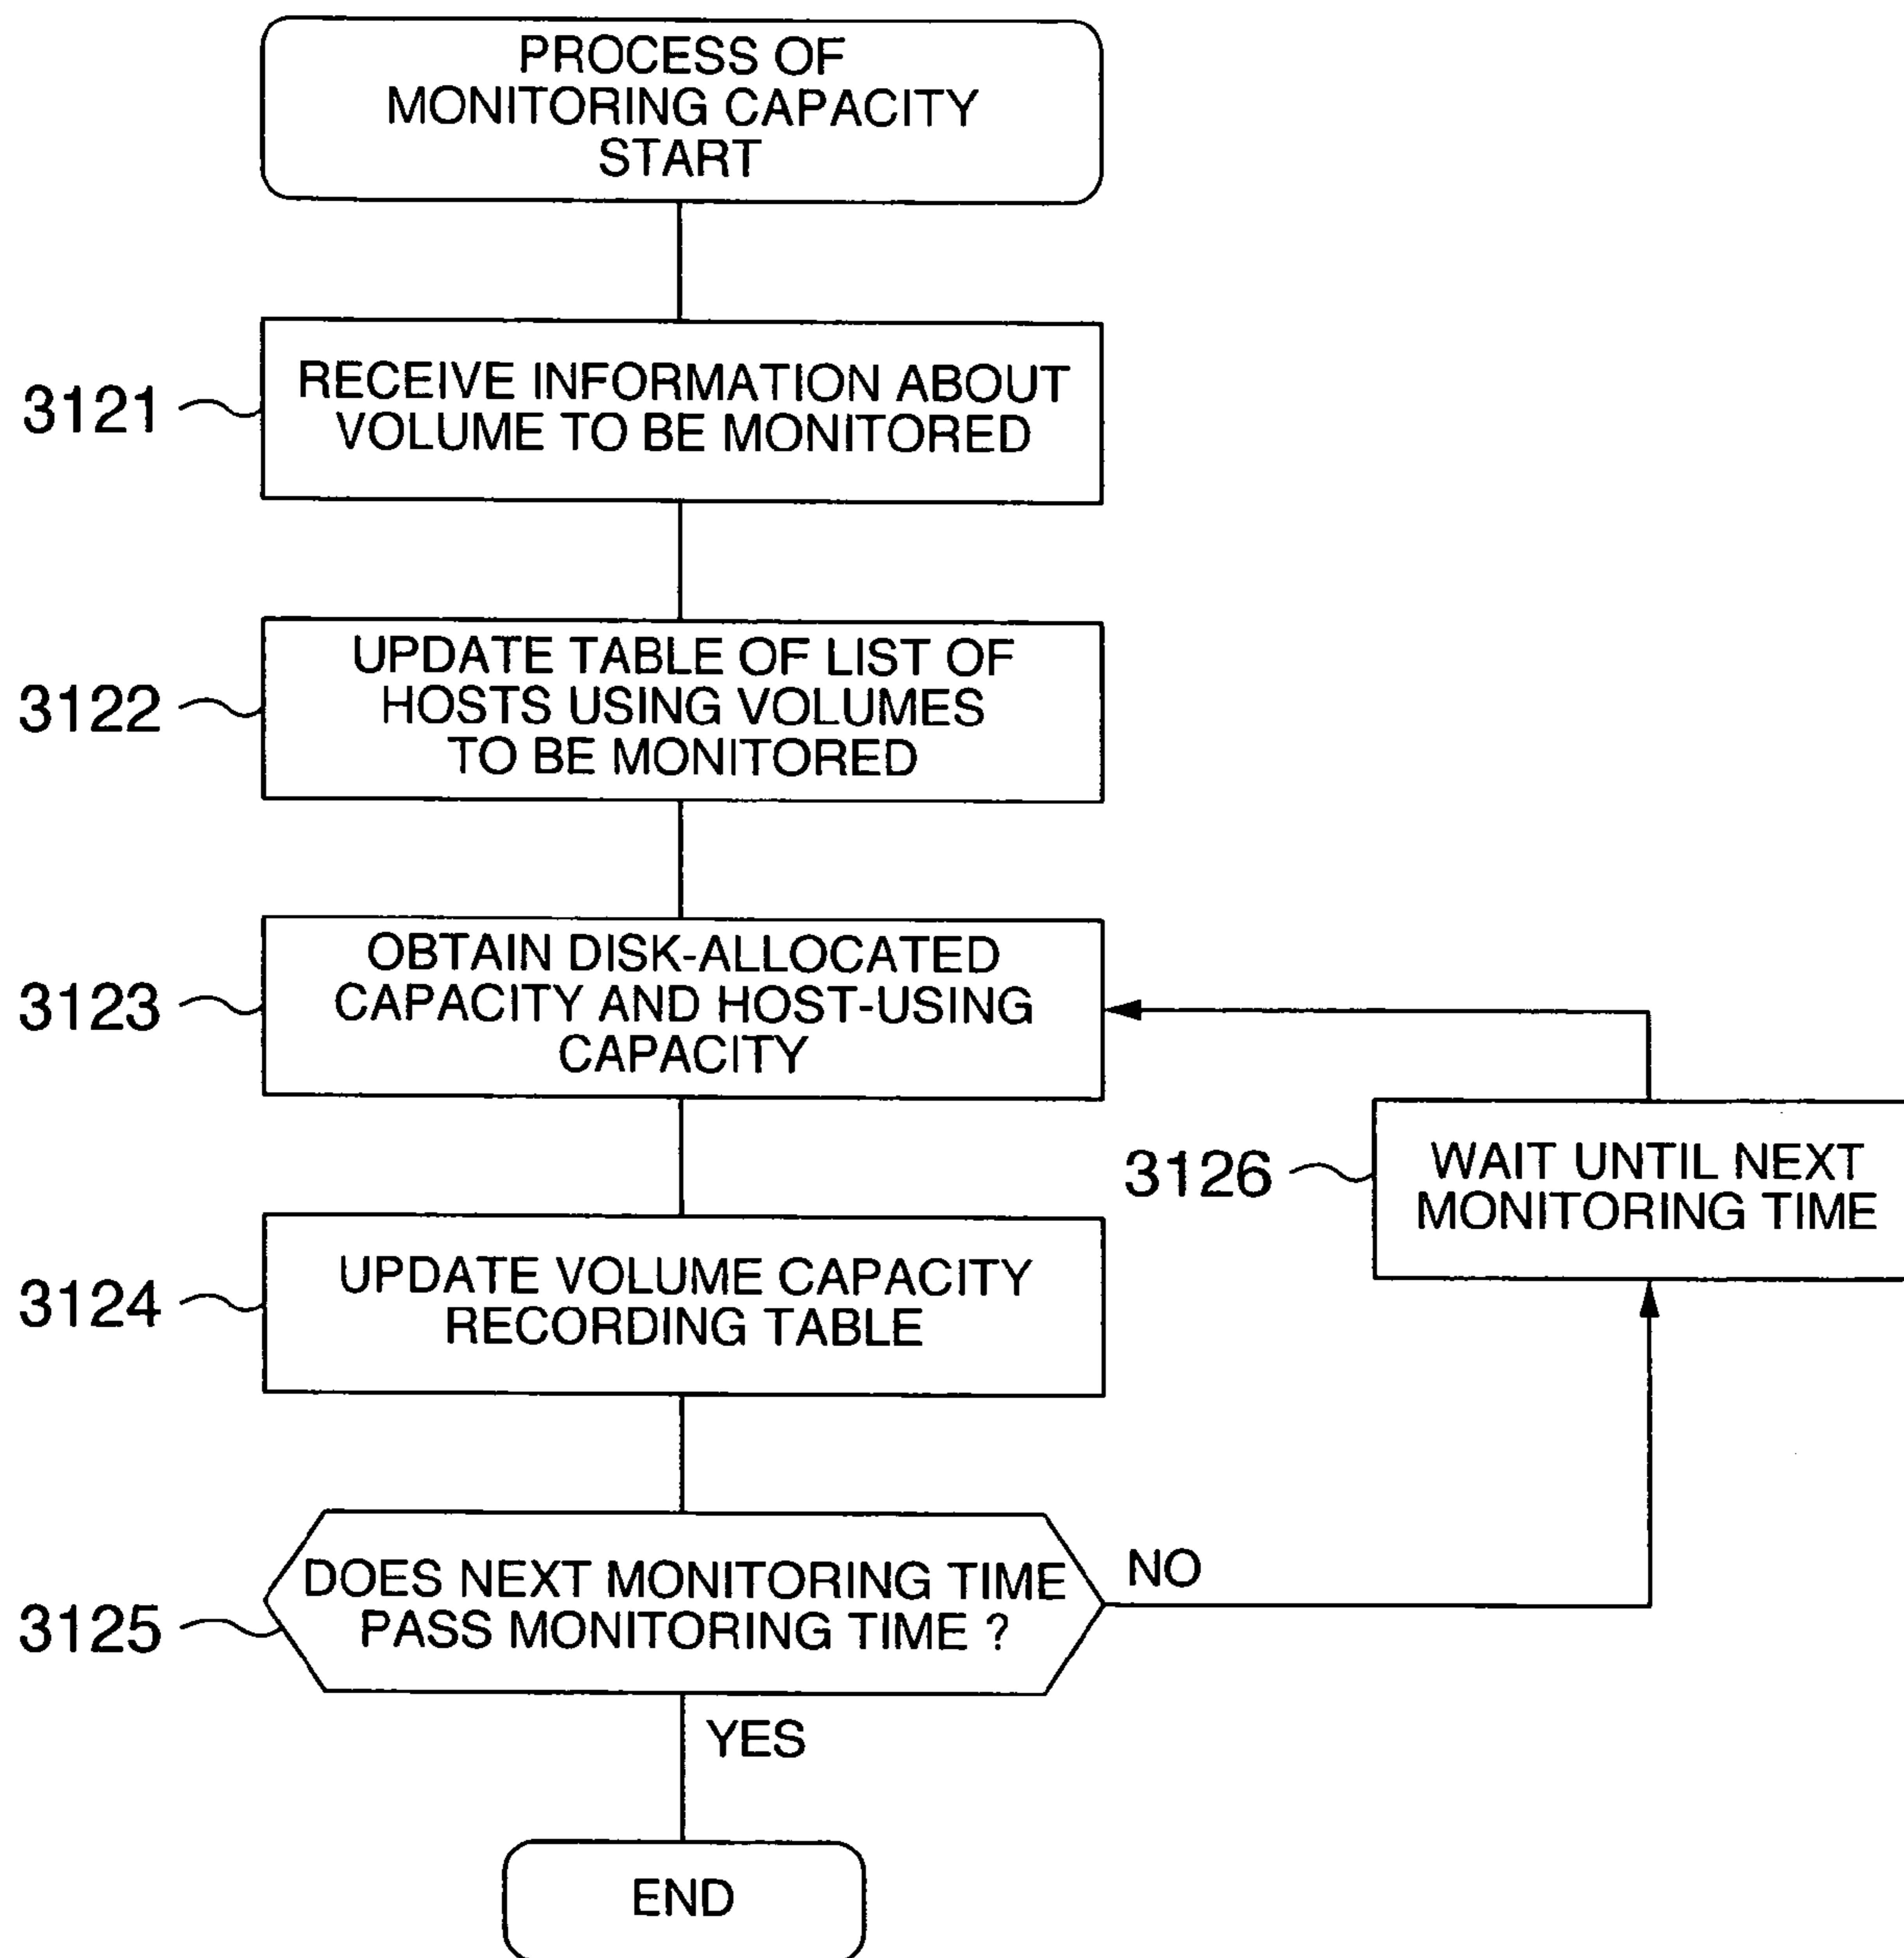 PROCESS OF
MONITORING CAPACITY
START
3121
RECEIVE INFORMATION ABOUT
VOLUME TO BE MONITORED
3122
UPDATE TABLE OF LIST OF
HOSTS USING VOLUMES
TO BE MONITORED
3123
OBTAIN DISK-ALLOCATED
CAPACITY AND HOST-USING
CAPACITY
3126
WAIT UNTIL NEXT
MONITORING TIME
3124
UPDATE VOLUME CAPACITY
RECORDING TABLE
3125
DOES NEXT MONITORING TIME
PASS MONITORING TIME ?
NO
YES
END